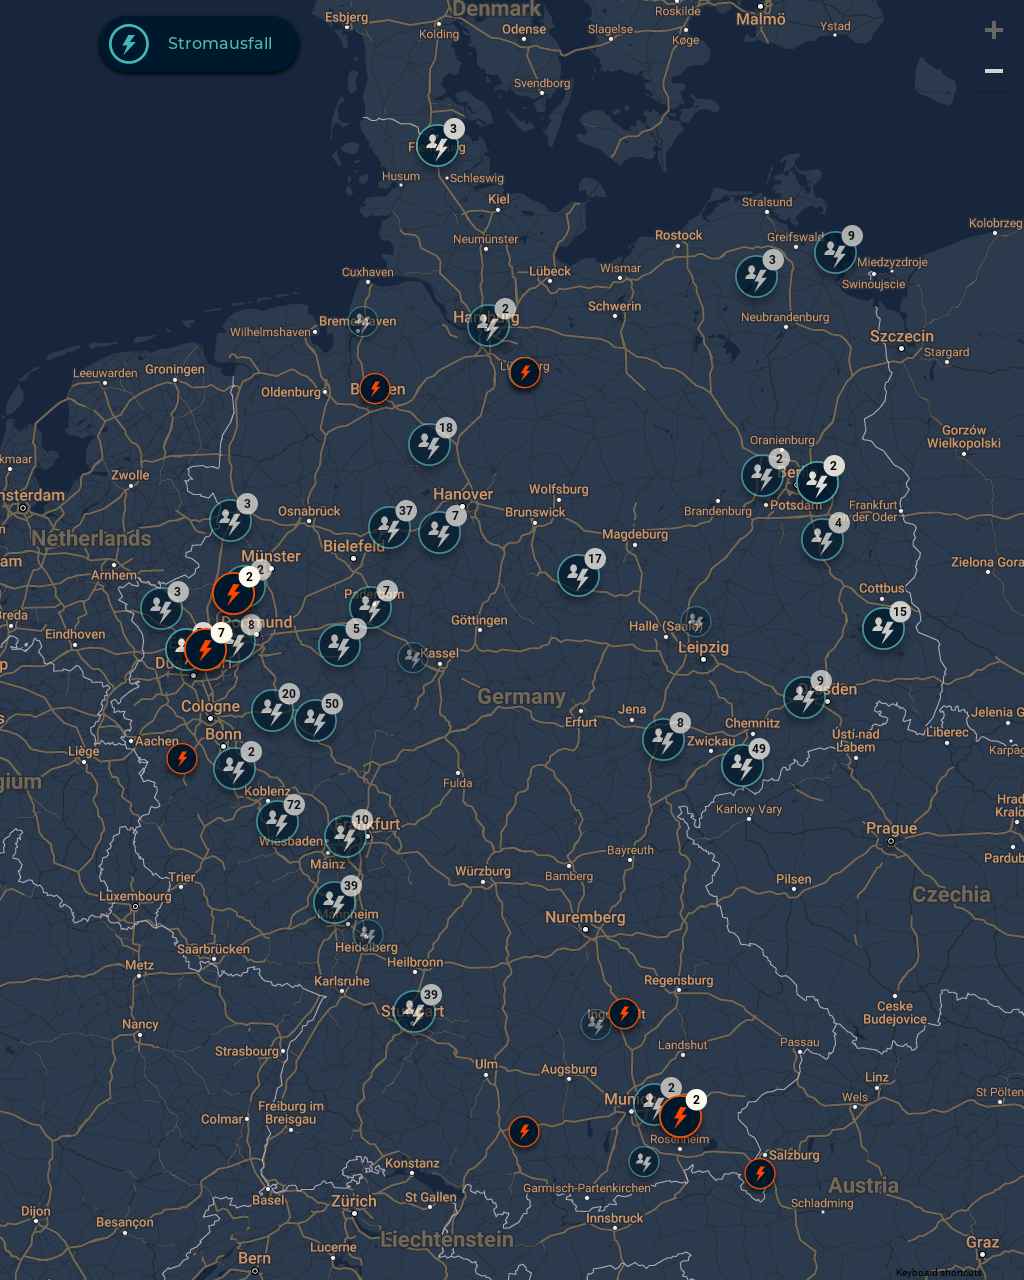 Denmark
Esbjerg
Kolding
Odense
Slagelse
Roskilde
Køge
Malmö
Ystad
Stromausfall
Svendborg
3
Husum
Schleswig
Kiel
Stralsund
Neumünster
Rostock
Greifswald
9
Kolobrzeg
Cuxhaven
Lübeck
Wismar
3
Miedzyzdroje
Swinoujscie
Schwerin
2
Neubrandenburg
Wilhelmshaven
Bremerhaven
Szczecin
Stargard
Leeuwarden
Groningen
Oldenburg
18
Gorzów
Wielkopolski
Oranienburg
2
2
Zwolle
Hanover
Wolfsburg
Brunswick
Brandenburg
Potsdam
Frankfurt
der Oder
3
Osnabrück
37
7
4
Netherlands
Magdeburg
Bielefeld
Münster
17
Arnhem
2
2
Zielona Gora
Cottbus
3
7
15
8
5
7
Eindhoven
Göttingen
Halle (Saale)
Leipzig
Kassel
9
Germany
20
50
Cologne
Jena
Erfurt
8
Chemnitz
Zwickau
49
Jelenia G
Liberec
Ústí nad
Labem
Bonn
Aachen
Liège
2
Koblenz
Fulda
72
10
Karlovy Vary
Wiesbaden
Mainz
Prague
Bayreuth
Bamberg
Würzburg
Pilsen
Trier
Luxembourg
39
Mannheim
Czechia
Nuremberg
Heidelberg
Saarbrücken
Heilbronn
Metz
Karlsruhe
Regensburg
39
Stuttgart
Ceske
Budejovice
Nancy
Strasbourg
Landshut
Passau
Ulm
Augsburg
Linz
Wels
St Pölten
2
2
Colmar
Freiburg im
Breisgau
Rosenheim
Salzburg
Konstanz
Garmisch-Partenkirchen
Austria
Basel
Zürich
St Gallen
Schladming
Dijon
Besançon
Innsbruck
Liechtenstein
Lucerne
Bern
Graz
Keyboard shortcuts